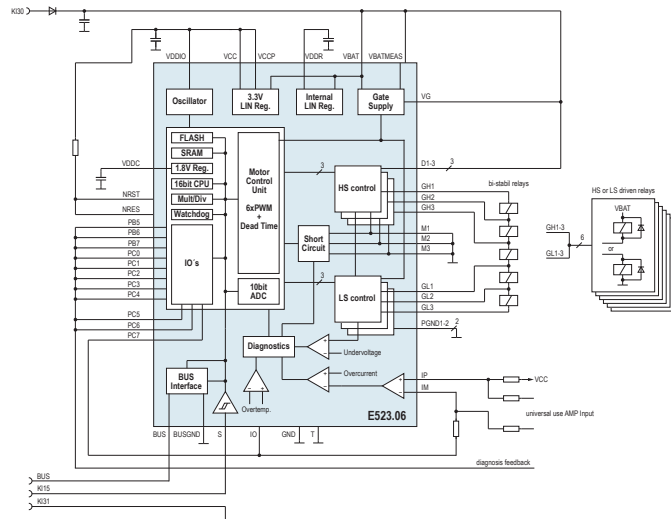 Kl30
VDDIO
VCC
VCCP
VDDR
VBAT
VBATMEAS
Oscillator
3.3V
LIN Reg.
Internal
LIN Reg.
Gate
Supply
VG
FLASH
SRAM
1.8V Reg.
16bit CPU
Mult/Div
Watchdog
IO´s
Motor
Control
Unit
6xPWM
+
Dead Time
10bit
ADC
3
HS control
Short
Circuit
3
LS control
VDDC
NRST
NRES
PB5
PB6
PB7
PC0
PC1
PC2
PC3
PC4
PC5
PC6
PC7
D1-3
3
GH1
GH2
GH3
M1
M2
M3
GL1
GL2
GL3
PGND1-2
2
bi-stabil relays
GH1-3
GL1-3
6
HS or LS driven relays
VBAT
or
Diagnostics
+
−
Undervoltage
+
−
Overcurrent
+
−
IP
IM
VCC
universal use AMP Input
BUS
Interface
−
+
Overtemp.
E523.06
BUS
BUSGND
S
IO
GND
T
diagnosis feedback
BUS
Kl15
Kl31